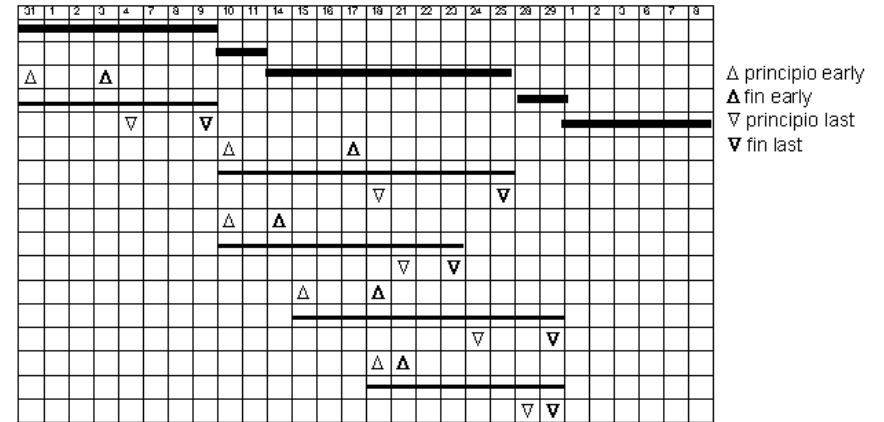 31 1 2 3 4 7 8 9 10 11 14 15 16 17 18 21 22 23 24 25 28 29 1 2 3 6 7 8
Δ principio early
Δ fin early
∇ principio last
∇ fin last